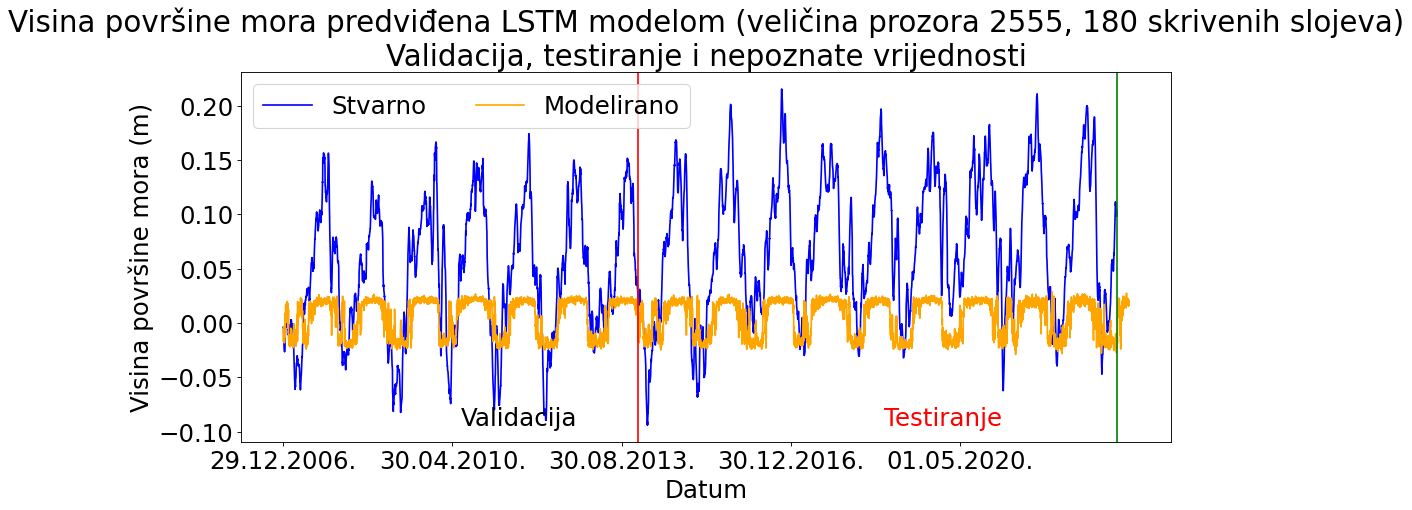 Visina površine mora predviđena LSTM modelom (veličina prozora 2555, 180 skrivenih slojeva)
Validacija, testiranje i nepoznate vrijednosti
Stvarno
Modelirano
Visina površine mora (m)
0.20
0.15
0.10
0.05
0.00
−0.05
−0.10
Validacija
Testiranje
29.12.2006.
30.04.2010.
30.08.2013.
30.12.2016.
01.05.2020.
Datum